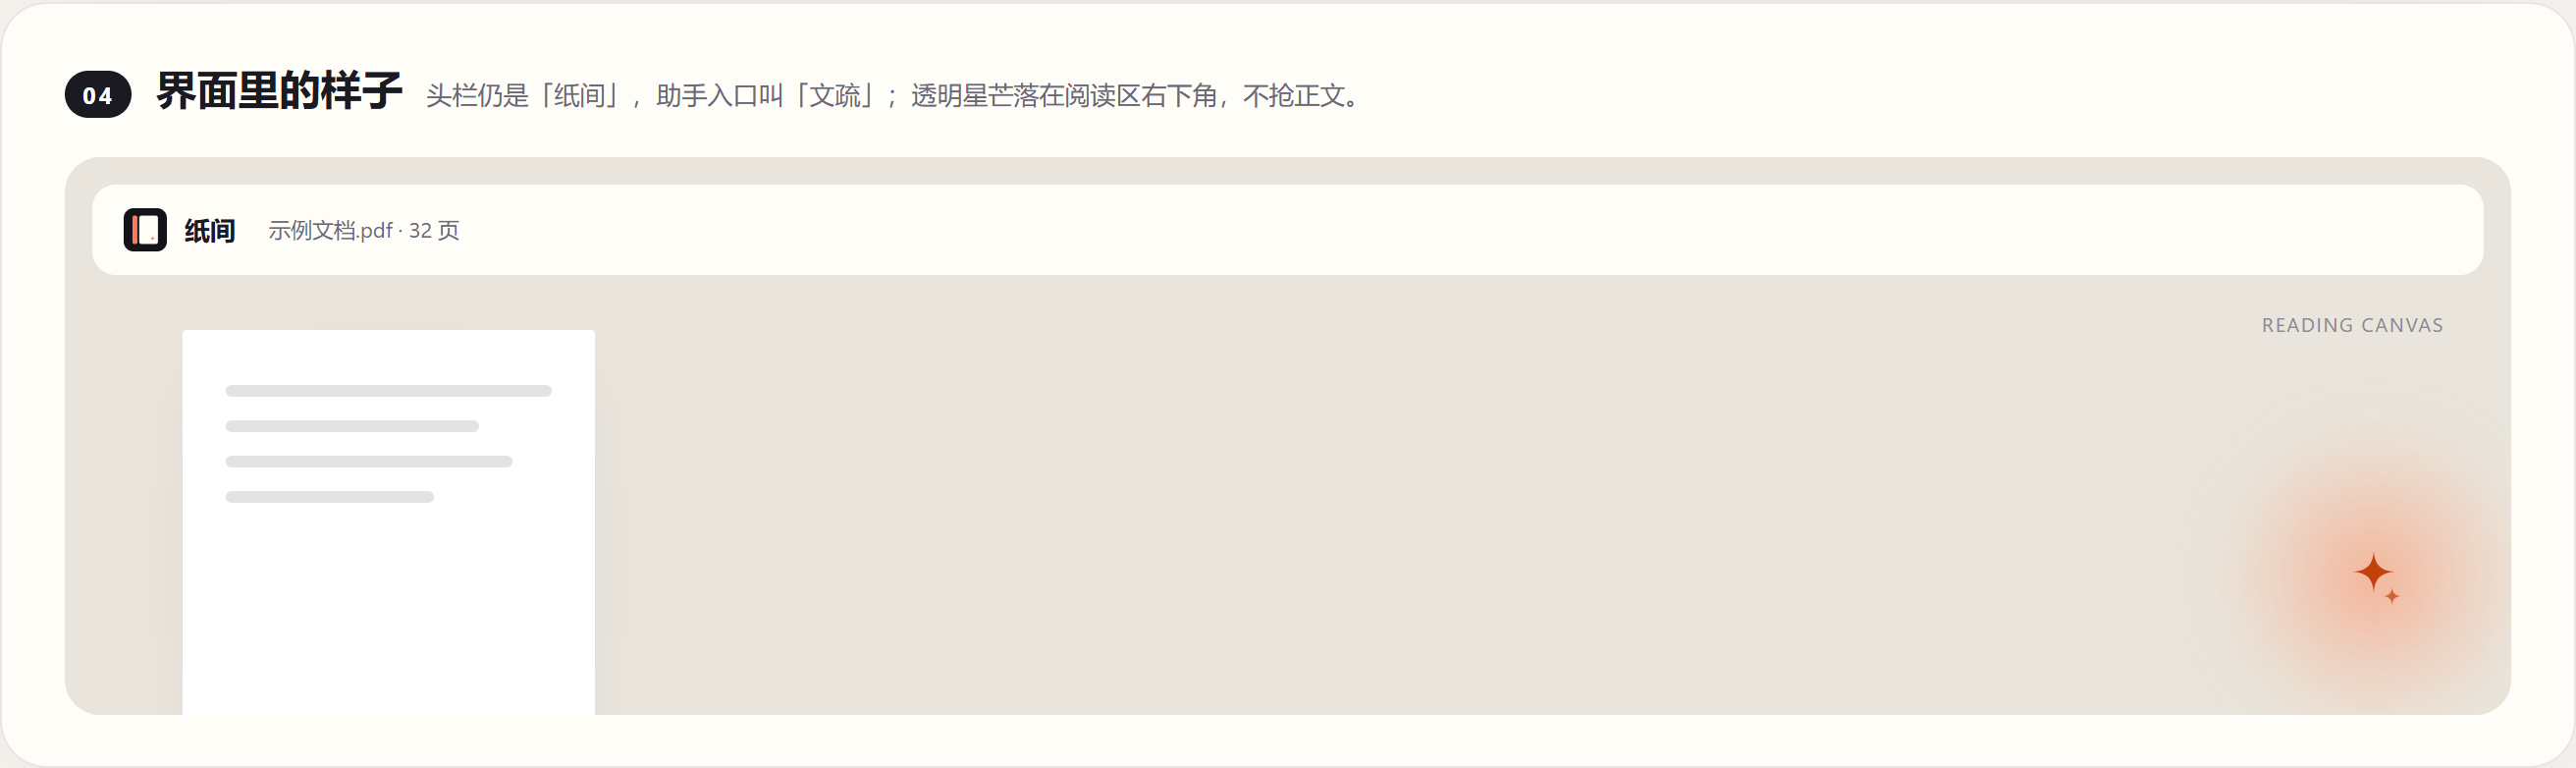 04 界面里的样子 头栏仍是「纸间」，助手入口叫「文疏」；透明星芒落在阅读区右下角，不抢正文。
纸间 示例文档.pdf · 32 页
READING CANVAS